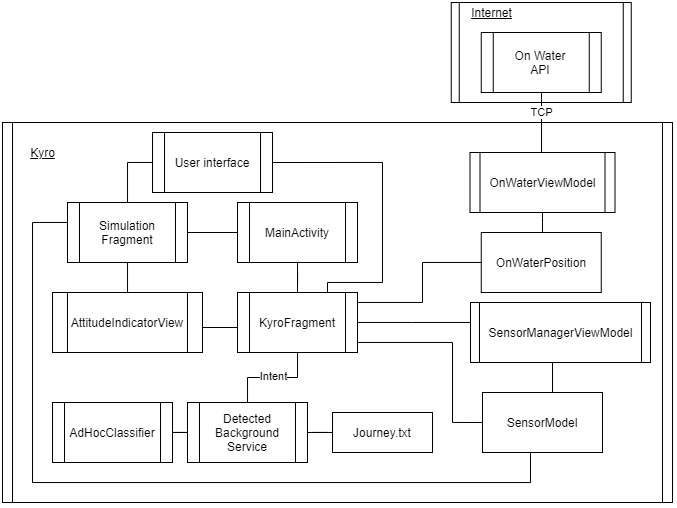 Internet
On Water
API
TCP
Kyro
User interface
OnWaterViewModel
Simulation
Fragment
MainActivity
OnWaterPosition
AttitudeIndicatorView
KyroFragment
SensorManagerViewModel
Intent
AdHocClassifier
Detected
Background
Service
Journey.txt
SensorModel